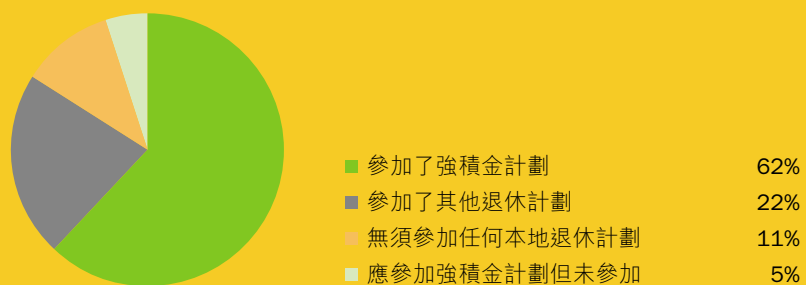 參加了強積金計劃 62%
參加了其他退休計劃 22%
無須參加任何本地退休計劃 11%
應參加強積金計劃但未參加 5%